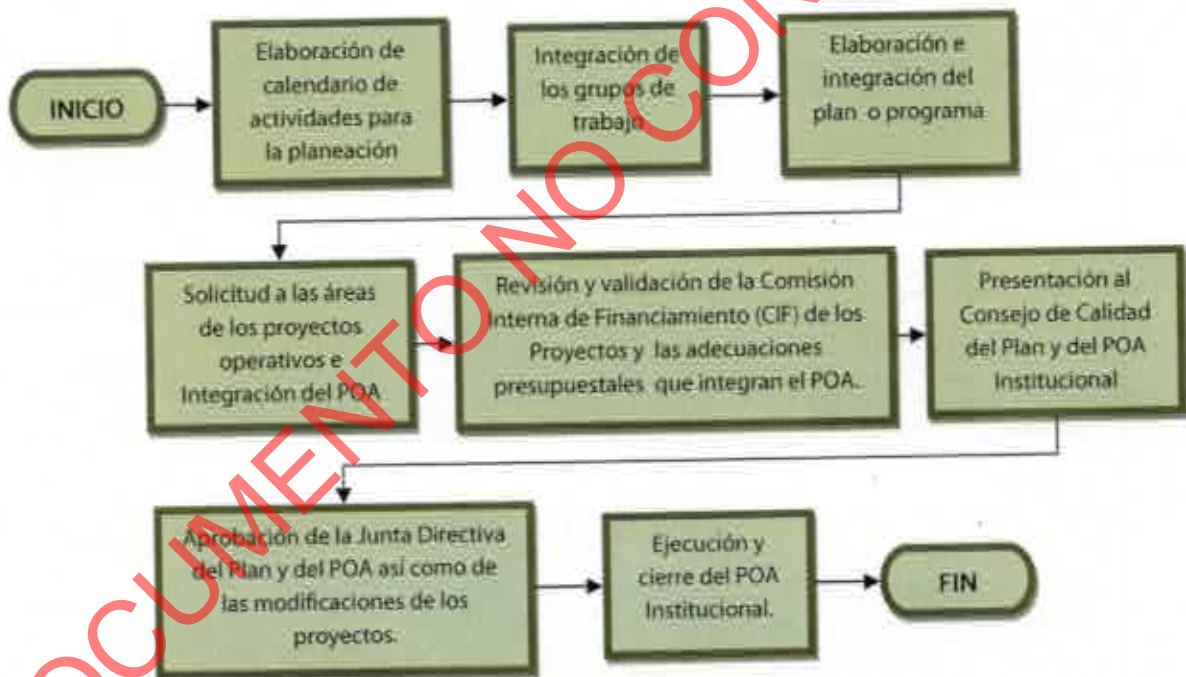 INICIO
Elaboración de
calendario de
actividades para
la planeación
Integración de
los grupos de
trabajo
Elaboración e
integración del
plan o programa
Solicitud a las áreas
de los proyectos
operativos e
Integración del POA
Revisión y validación de la Comisión
Interna de Financiamiento (CIF) de los
Proyectos y las adecuaciones
presupuestales que integran el POA.
Presentación al
Consejo de Calidad
del Plan y del POA
Institucional
Aprobación de la Junta Directiva
del Plan y del POA así como de
las modificaciones de los
proyectos.
Ejecución y
cierre del POA
Institucional.
FIN
OCUMENTO NO CON